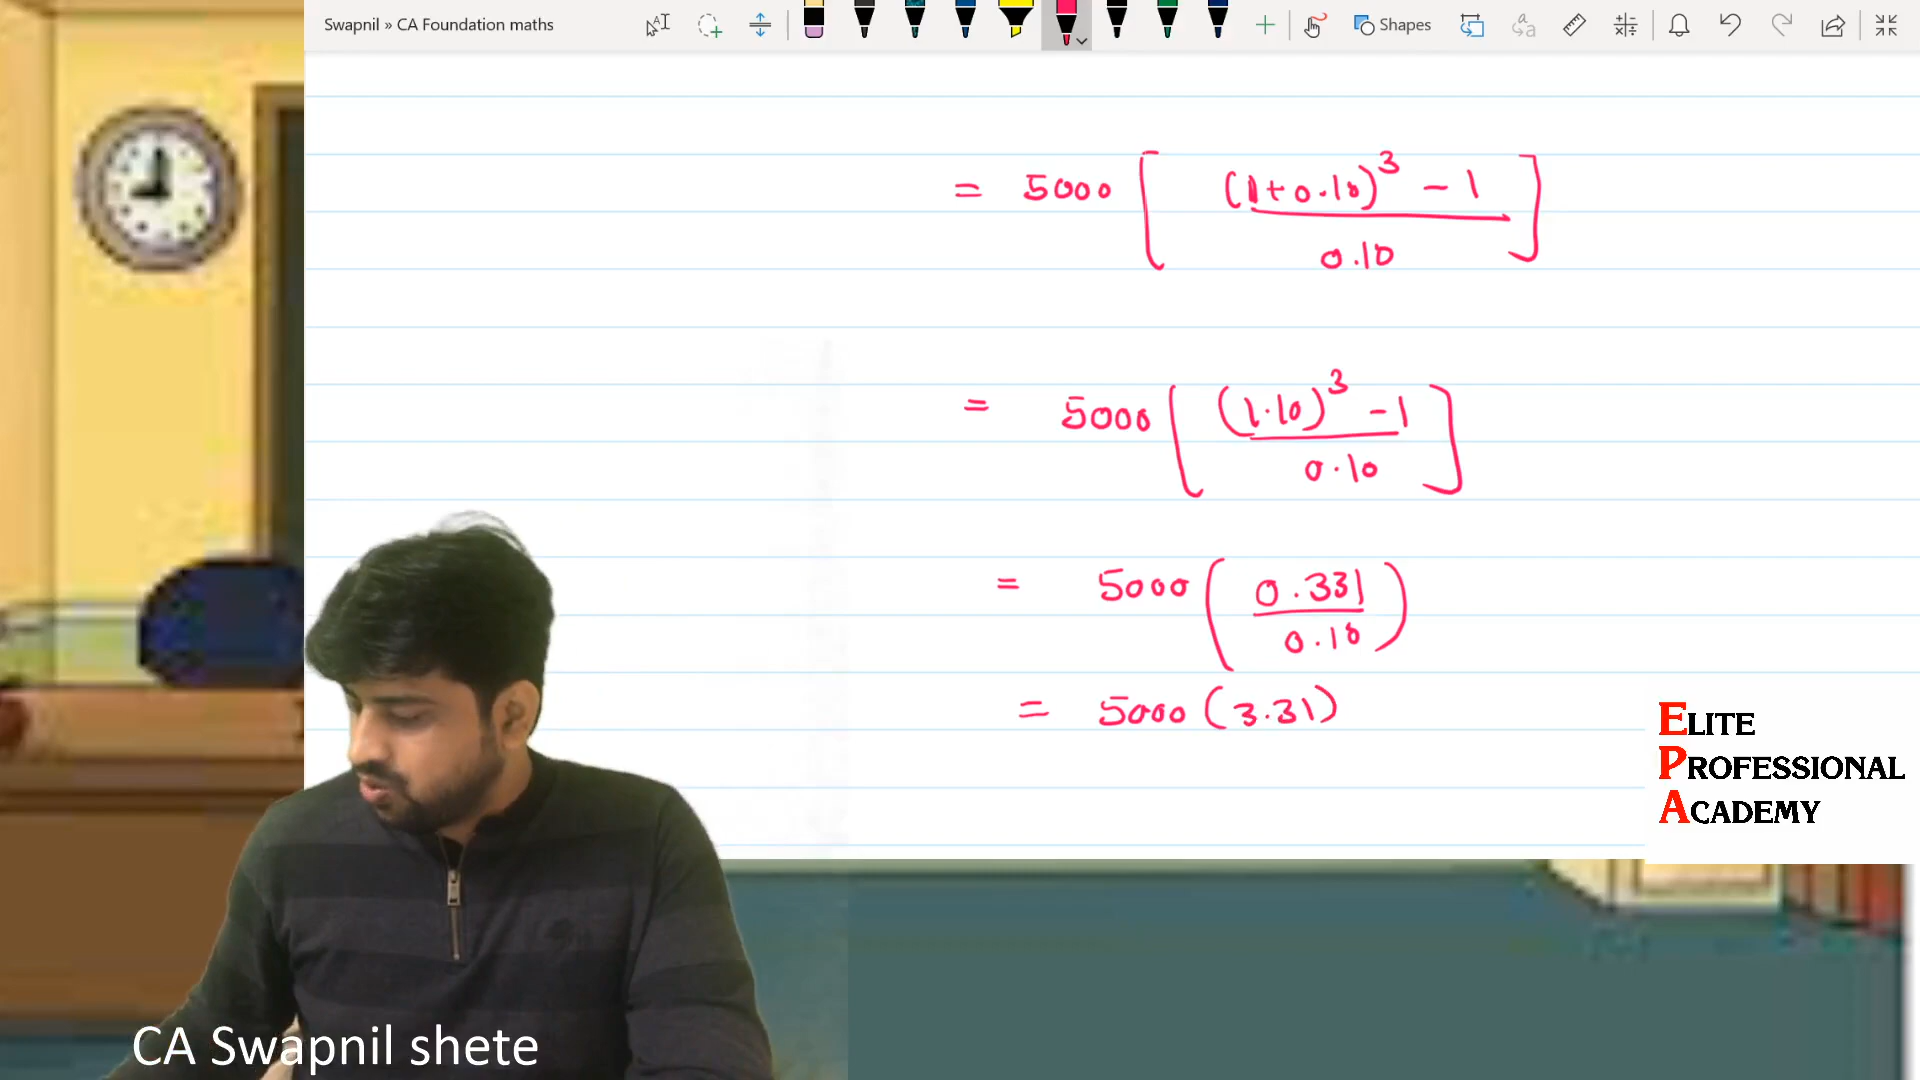 Swapnil » CA Foundation maths
Shapes
= 5000 [ (1+0.10)³ - 1 / 0.10 ]
= 5000 [ (1.10)³ - 1 / 0.10 ]
= 5000 ( 0.331 / 0.10 )
= 5000 (3.31)
ELITE
PROFESSIONAL
ACADEMY
CA Swapnil shete